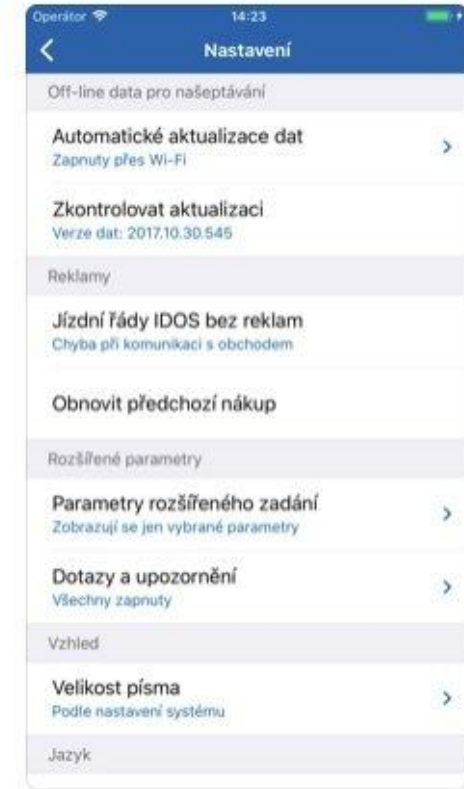 Operátor 14:23
Nastavení
Off-line data pro našeptávání
Automatické aktualizace dat
Zapnuty přes Wi-Fi
Zkontrolovat aktualizaci
Verze dat: 2017.10.30.545
Reklamy
Jízdní řády IDOS bez reklam
Chyba při komunikaci s obchodem
Obnovit předchozí nákup
Rozšířené parametry
Parametry rozšířeného zadání
Zobrazují se jen vybrané parametry
Dotazy a upozornění
Všechny zapnuty
Vzhled
Velikost písma
Podle nastavení systému
Jazyk